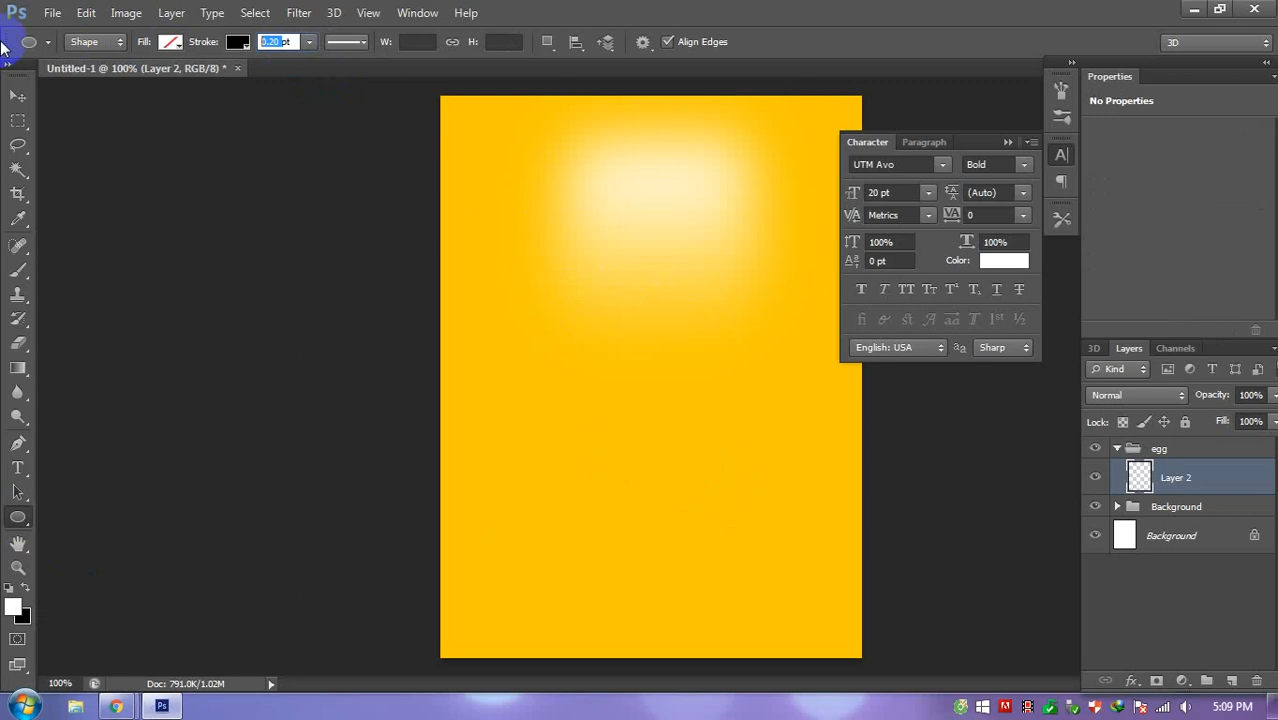 Ps File Edit Image Layer Type Select Filter 3D View Window Help
Shape Fill: Stroke: 0.20 pt W: H: Align Edges 3D
Untitled-1 @ 100% (Layer 2, RGB/8) *
Properties
No Properties
Character Paragraph
UTM Avo Bold
20 pt (Auto)
Metrics 0
100% 100%
0 pt Color:
English: USA Sharp
3D Layers Channels
Kind
Normal Opacity: 100%
Lock: Fill: 100%
egg
Layer 2
Background
Background
100% Doc: 791.0K/1.02M
Ps 5:09 PM